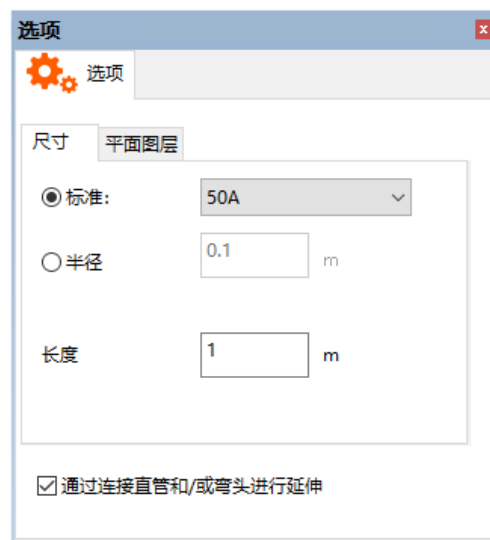 选项
选项
尺寸 平面图层
标准: 50A
半径 0.1 m
长度 1 m
通过连接直管和/或弯头进行延伸